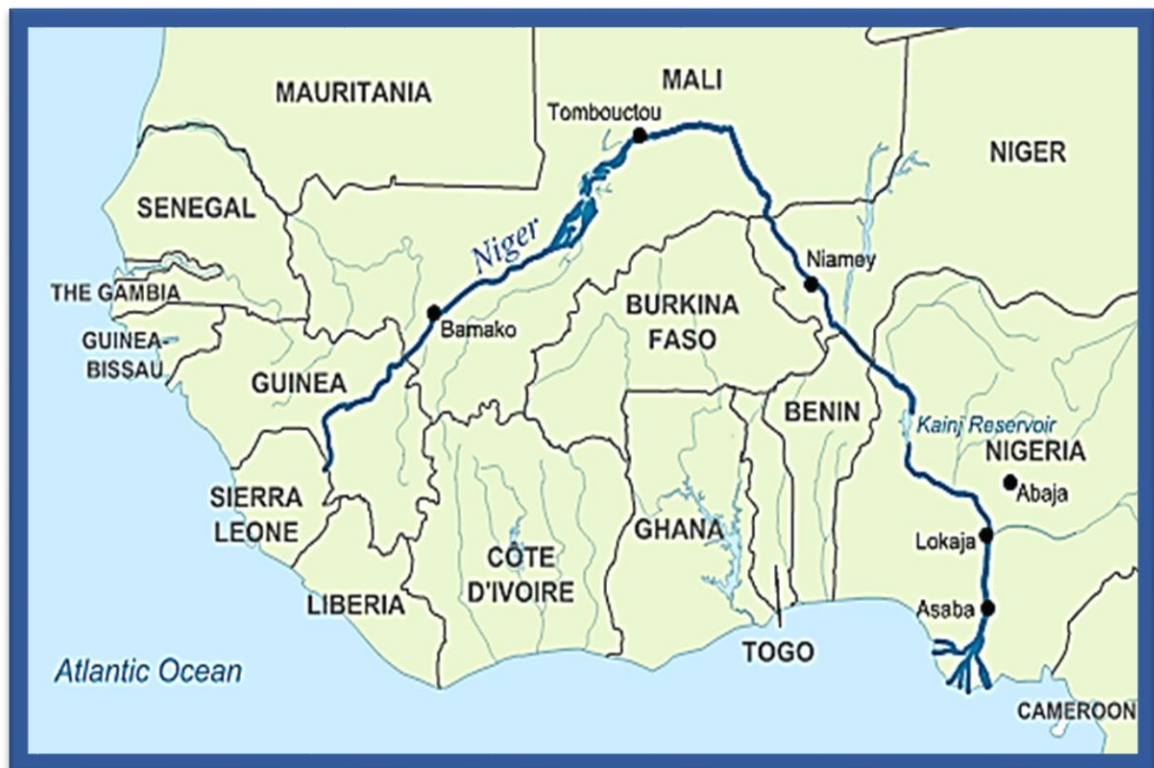 MAURITANIA
MALI
Tombouctou
NIGER
SENEGAL
Niger
Niamey
THE GAMBIA
BURKINA
FASO
Bamako
GUINEA-
BISSAU
GUINEA
BENIN
Kainj Reservoir
NIGERIA
Abaja
SIERRA
LEONE
GHANA
Lokaja
CÔTE
D'IVOIRE
LIBERIA
Asaba
TOGO
Atlantic Ocean
CAMEROON